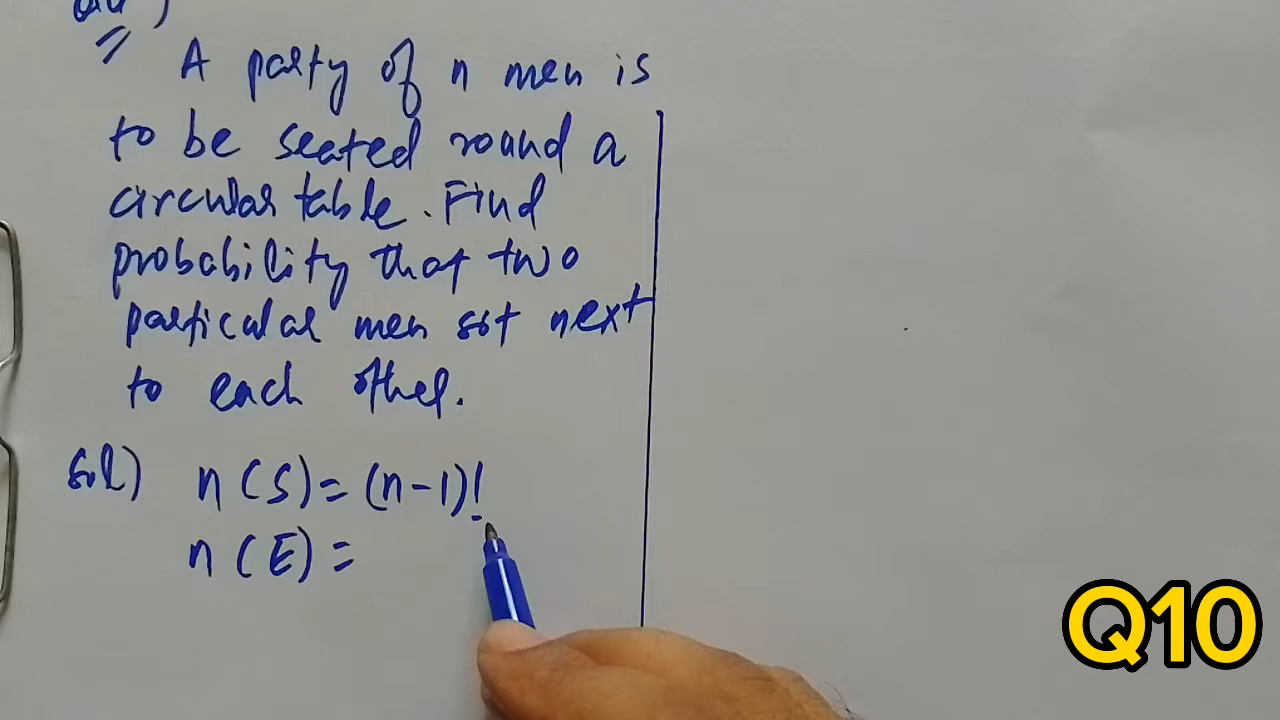 A party of n men is
to be seated round a
circular table. Find
probability that two
particular men sit next
to each other.
Sol) n(S) = (n-1)!
n(E) =
Q10